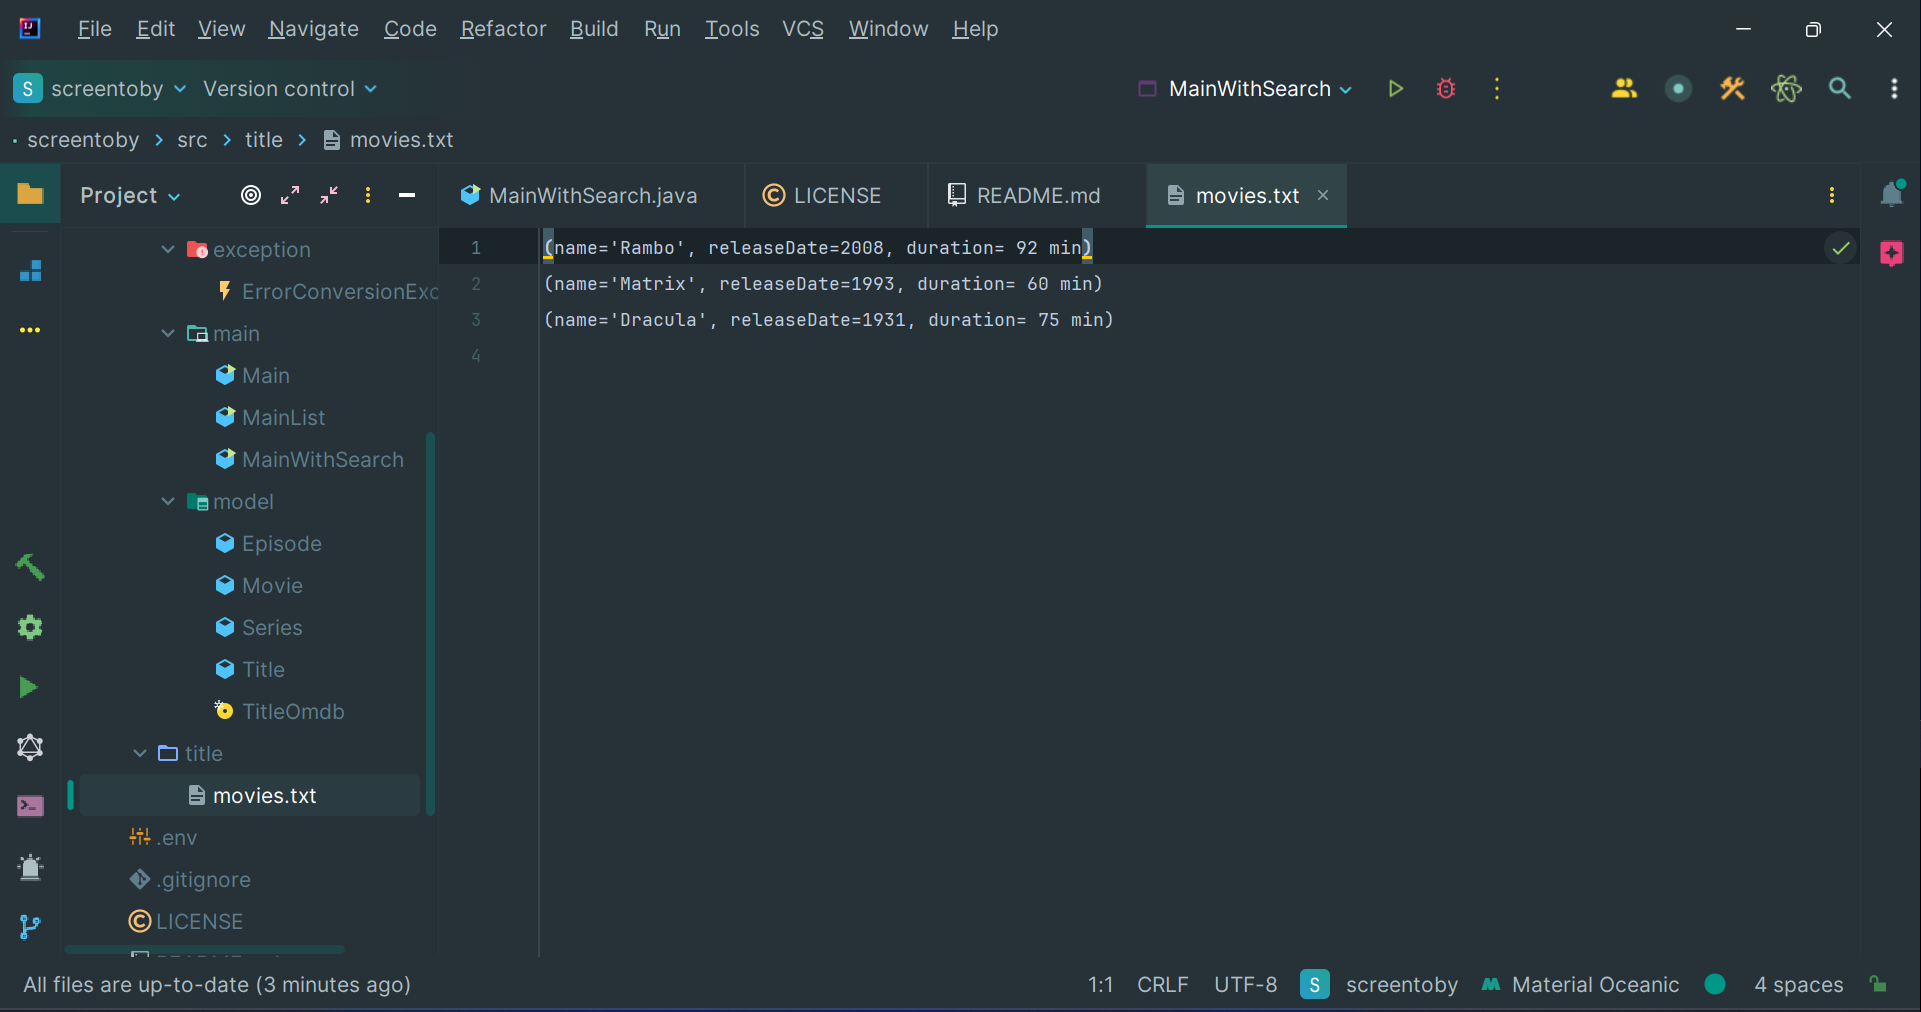 File Edit View Navigate Code Refactor Build Run Tools VCS Window Help
S screentoby Version control MainWithSearch
screentoby src title movies.txt
Project MainWithSearch.java LICENSE README.md movies.txt
exception
ErrorConversionExc
main
Main
MainList
MainWithSearch
model
Episode
Movie
Series
Title
TitleOmdb
title
movies.txt
.env
.gitignore
LICENSE
1 (name='Rambo', releaseDate=2008, duration= 92 min)
2 (name='Matrix', releaseDate=1993, duration= 60 min)
3 (name='Dracula', releaseDate=1931, duration= 75 min)
4
All files are up-to-date (3 minutes ago) 1:1 CRLF UTF-8 S screentoby Material Oceanic 4 spaces